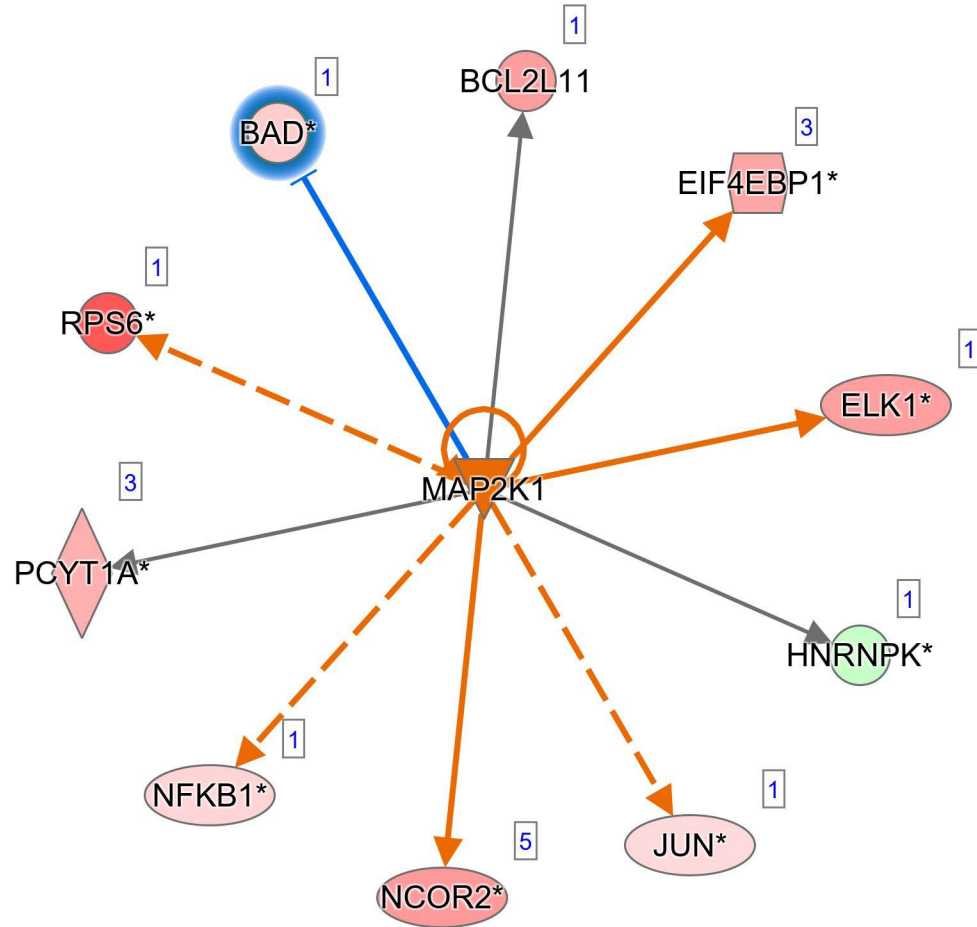 1
BCL2L11
1
BAD*
3
EIF4EBP1*
1
RPS6*
1
ELK1*
MAP2K1
3
PCYT1A*
1
HNRNPK*
1
NFKB1*
1
JUN*
5
NCOR2*